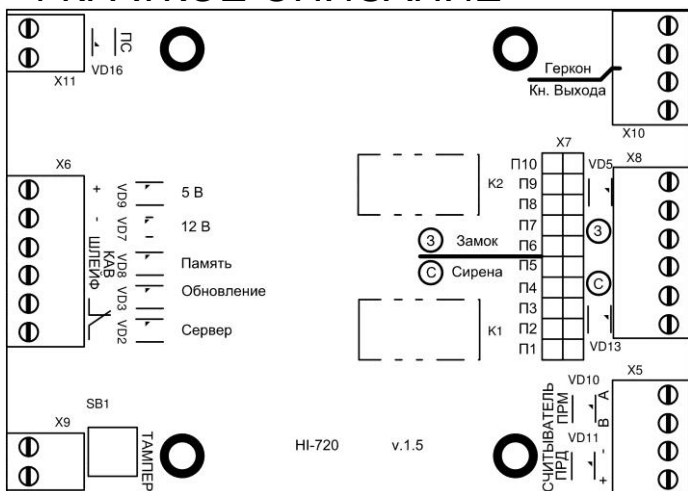 КРАТКОЕ ОПИСАНИЕ
ПС
VD16
X11
Геркон
Кн. Выхода
X10
X7
X6
X8
П10
VD5
П9
K2
П8
П7
З
Замок
П6
П5
С
Сирена
П4
П3
П2
K1
П1
З
С
VD13
+
-
ШЛЕЙФ
КАВ
VD9
5 В
VD7
12 В
VD8
Память
VD3
Обновление
VD2
Сервер
SB1
X9
ТАМПЕР
HI-720 v.1.5
X5
VD10
СЧИТЫВАТЕЛЬ
ПРМ
A
B
VD11
ПРД
-
+